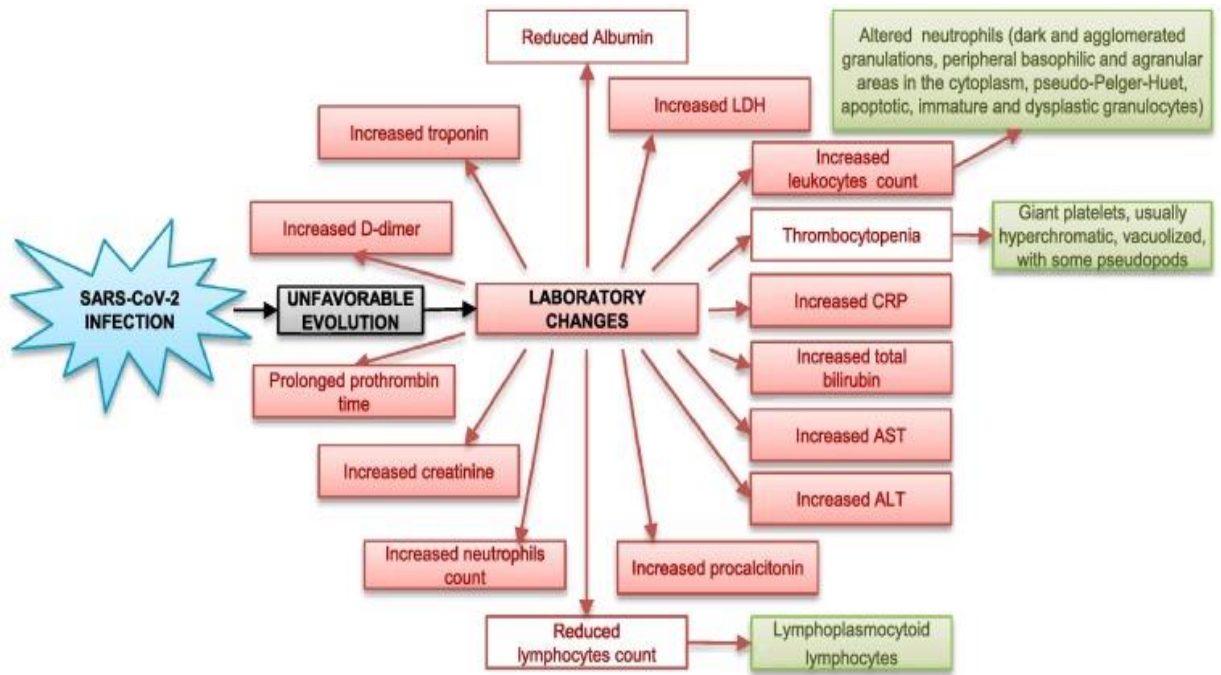 Reduced Albumin
Altered neutrophils (dark and agglomerated
granulations, peripheral basophilic and agranular
areas in the cytoplasm, pseudo-Pelger-Huet,
apoptotic, immature and dysplastic granulocytes)
Increased LDH
Increased troponin
Increased
leukocytes count
Increased D-dimer
Thrombocytopenia
Giant platelets, usually
hyperchromatic, vacuolized,
with some pseudopods
SARS-CoV-2
INFECTION
UNFAVORABLE
EVOLUTION
LABORATORY
CHANGES
Increased CRP
Increased total
bilirubin
Prolonged prothrombin
time
Increased AST
Increased creatinine
Increased ALT
Increased neutrophils
count
Increased procalcitonin
Reduced
lymphocytes count
Lymphoplasmocytoid
lymphocytes